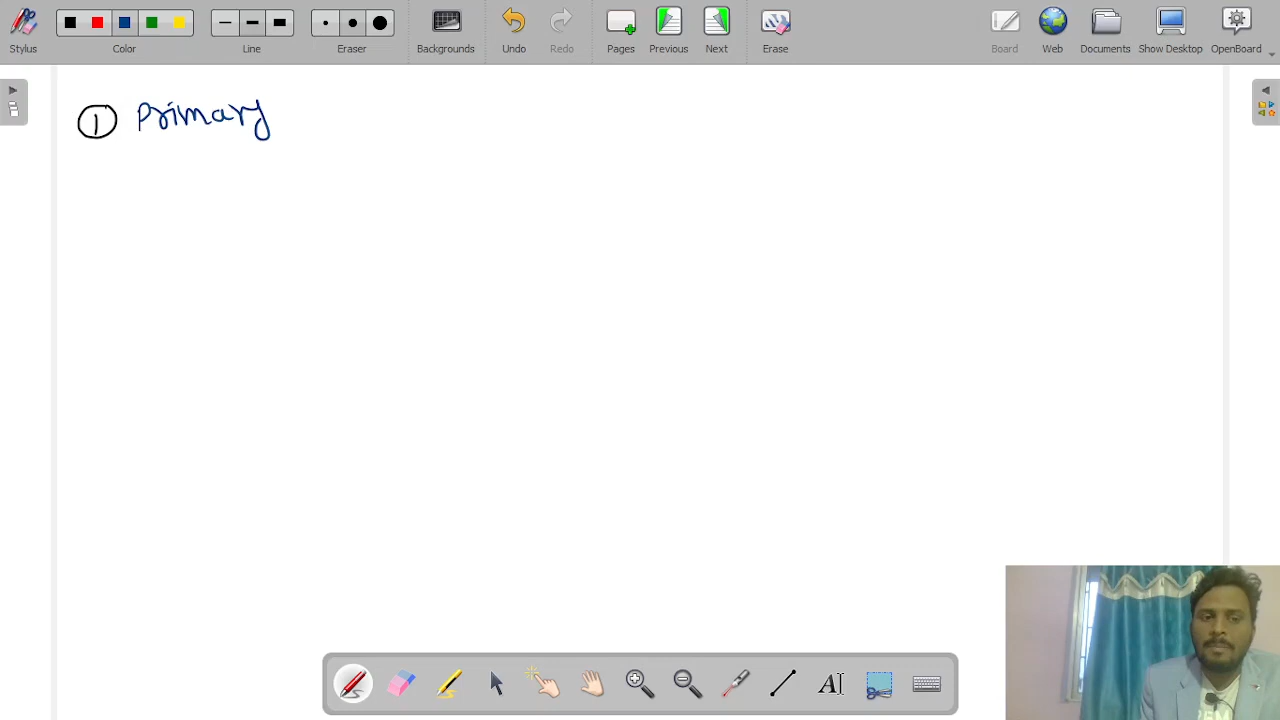 Stylus
Color
Line
Eraser
Backgrounds
Undo
Redo
Pages
Previous
Next
Erase
Board
Web
Documents
Show Desktop
OpenBoard
① Primary